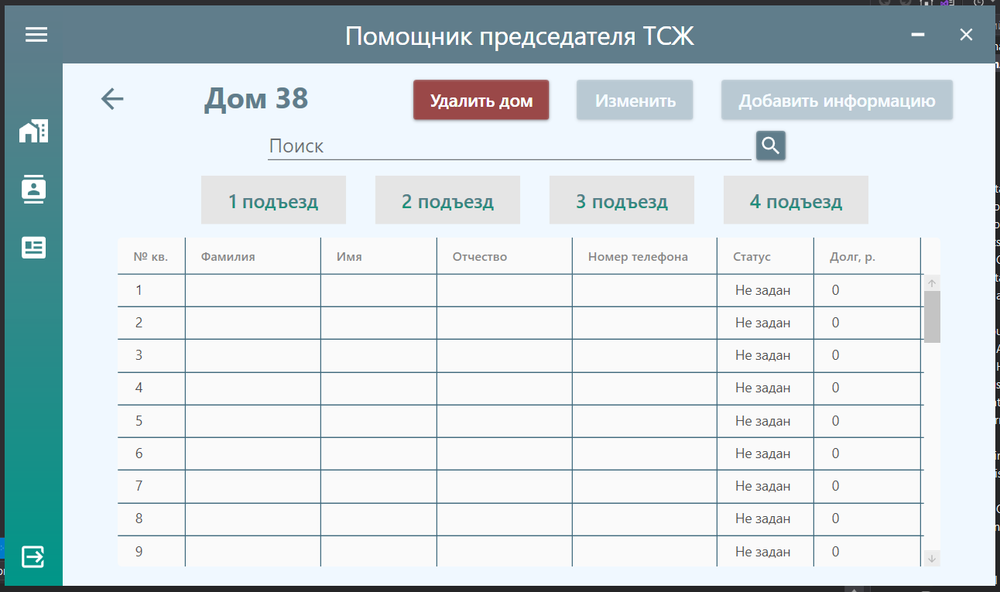 Помощник председателя ТСЖ
Дом 38
Удалить дом
Изменить
Добавить информацию
Поиск
1 подъезд
2 подъезд
3 подъезд
4 подъезд
№ кв. Фамилия Имя Отчество Номер телефона Статус Долг, р.
1 Не задан 0
2 Не задан 0
3 Не задан 0
4 Не задан 0
5 Не задан 0
6 Не задан 0
7 Не задан 0
8 Не задан 0
9 Не задан 0